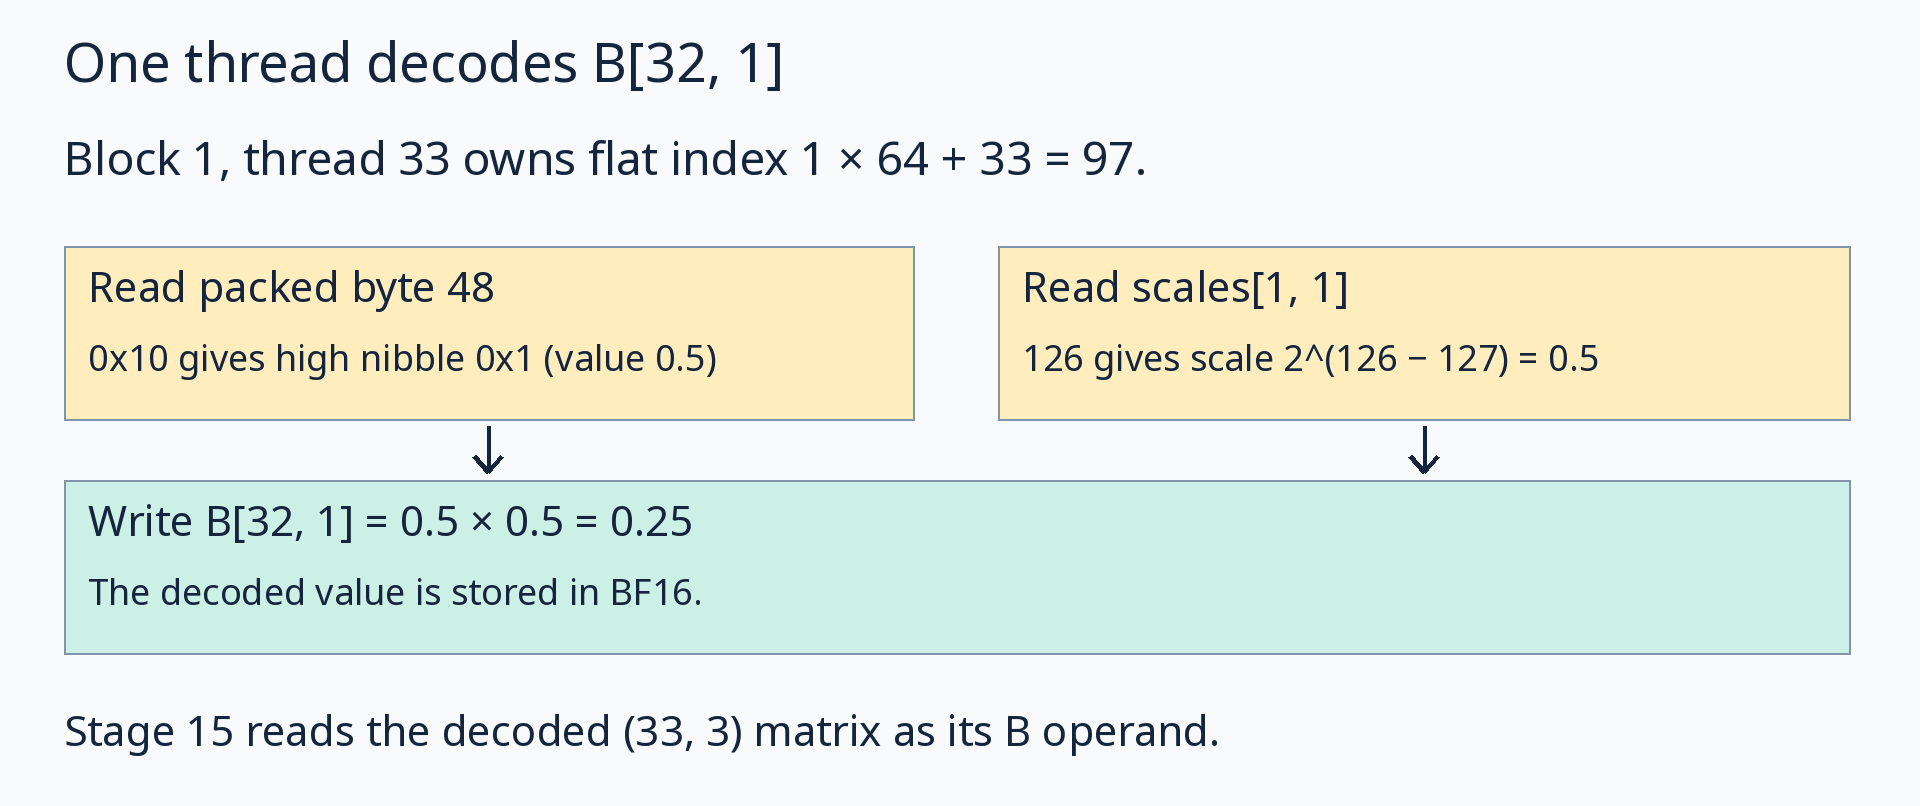 One thread decodes B[32, 1]
Block 1, thread 33 owns flat index 1 × 64 + 33 = 97.
Read packed byte 48
0x10 gives high nibble 0x1 (value 0.5)
Read scales[1, 1]
126 gives scale 2^(126 − 127) = 0.5
Write B[32, 1] = 0.5 × 0.5 = 0.25
The decoded value is stored in BF16.
Stage 15 reads the decoded (33, 3) matrix as its B operand.